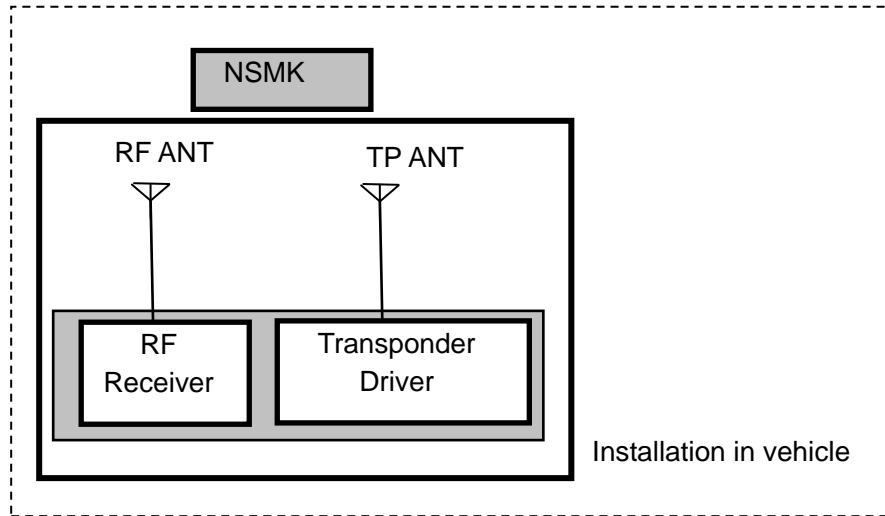 NSMK
RF ANT
TP ANT
RF
Receiver
Transponder
Driver
Installation in vehicle